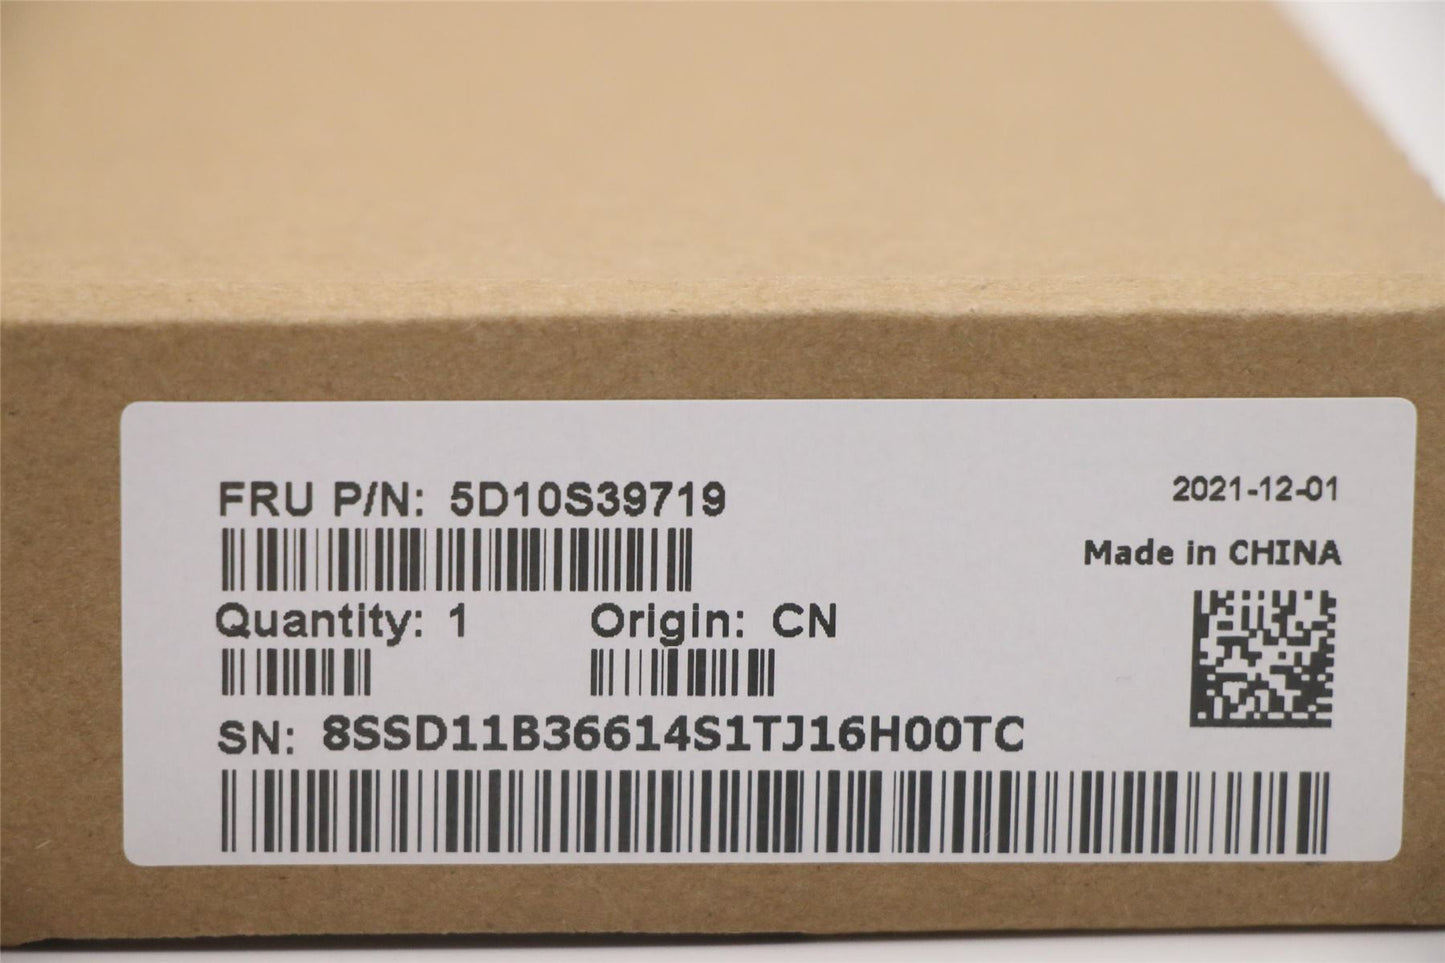 FRU P/N: 5D10S39719
2021-12-01
Made in CHINA
Quantity: 1
Origin: CN
SN: 8SSD11B36614S1TJ16H00TC